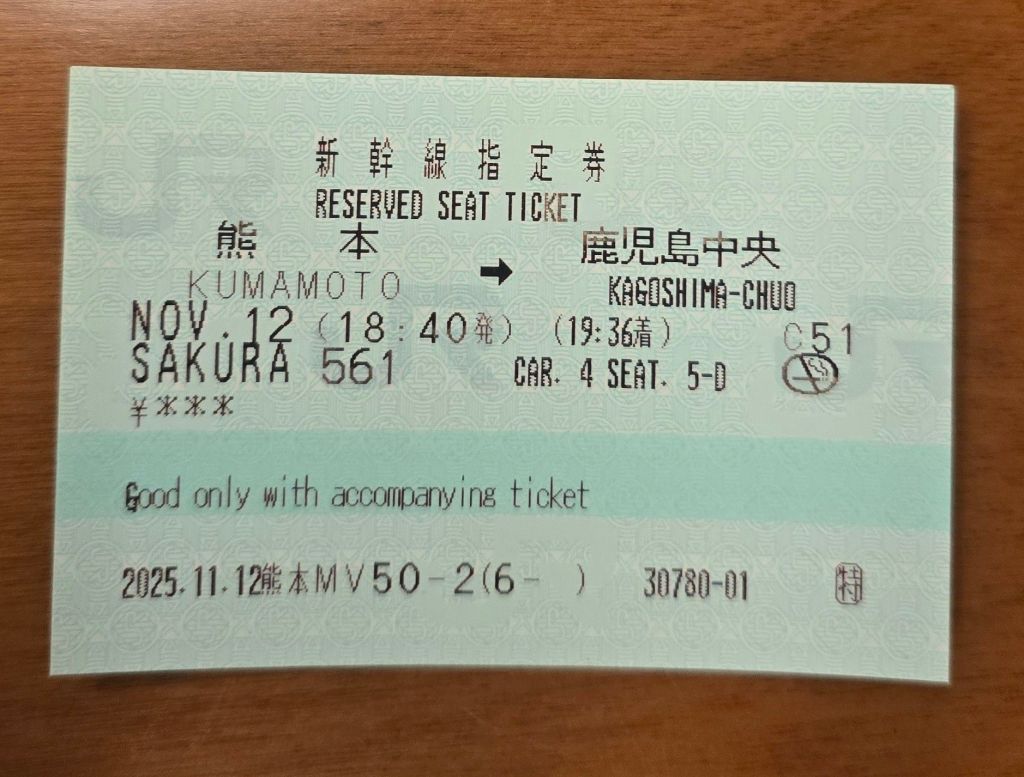 新幹線指定券
RESERVED SEAT TICKET
熊本 ➡ 鹿児島中央
KUMAMOTO KAGOSHIMA-CHUO
NOV.12 (18:40発) (19:36着) C51
SAKURA 561 CAR. 4 SEAT. 5-D
¥***
Good only with accompanying ticket
2025.11.12熊本MV50-2(6- ) 30780-01 特